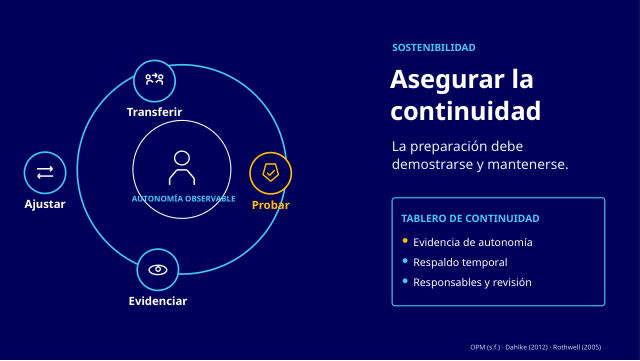 SOSTENIBILIDAD
Asegurar la
continuidad
La preparación debe
demostrarse y mantenerse.
TABLERO DE CONTINUIDAD
Evidencia de autonomía
Respaldo temporal
Responsables y revisión
Transferir
AUTONOMÍA OBSERVABLE
Ajustar
Probar
Evidenciar
OPM (s.f.) · Dahlke (2012) · Rothwell (2005)